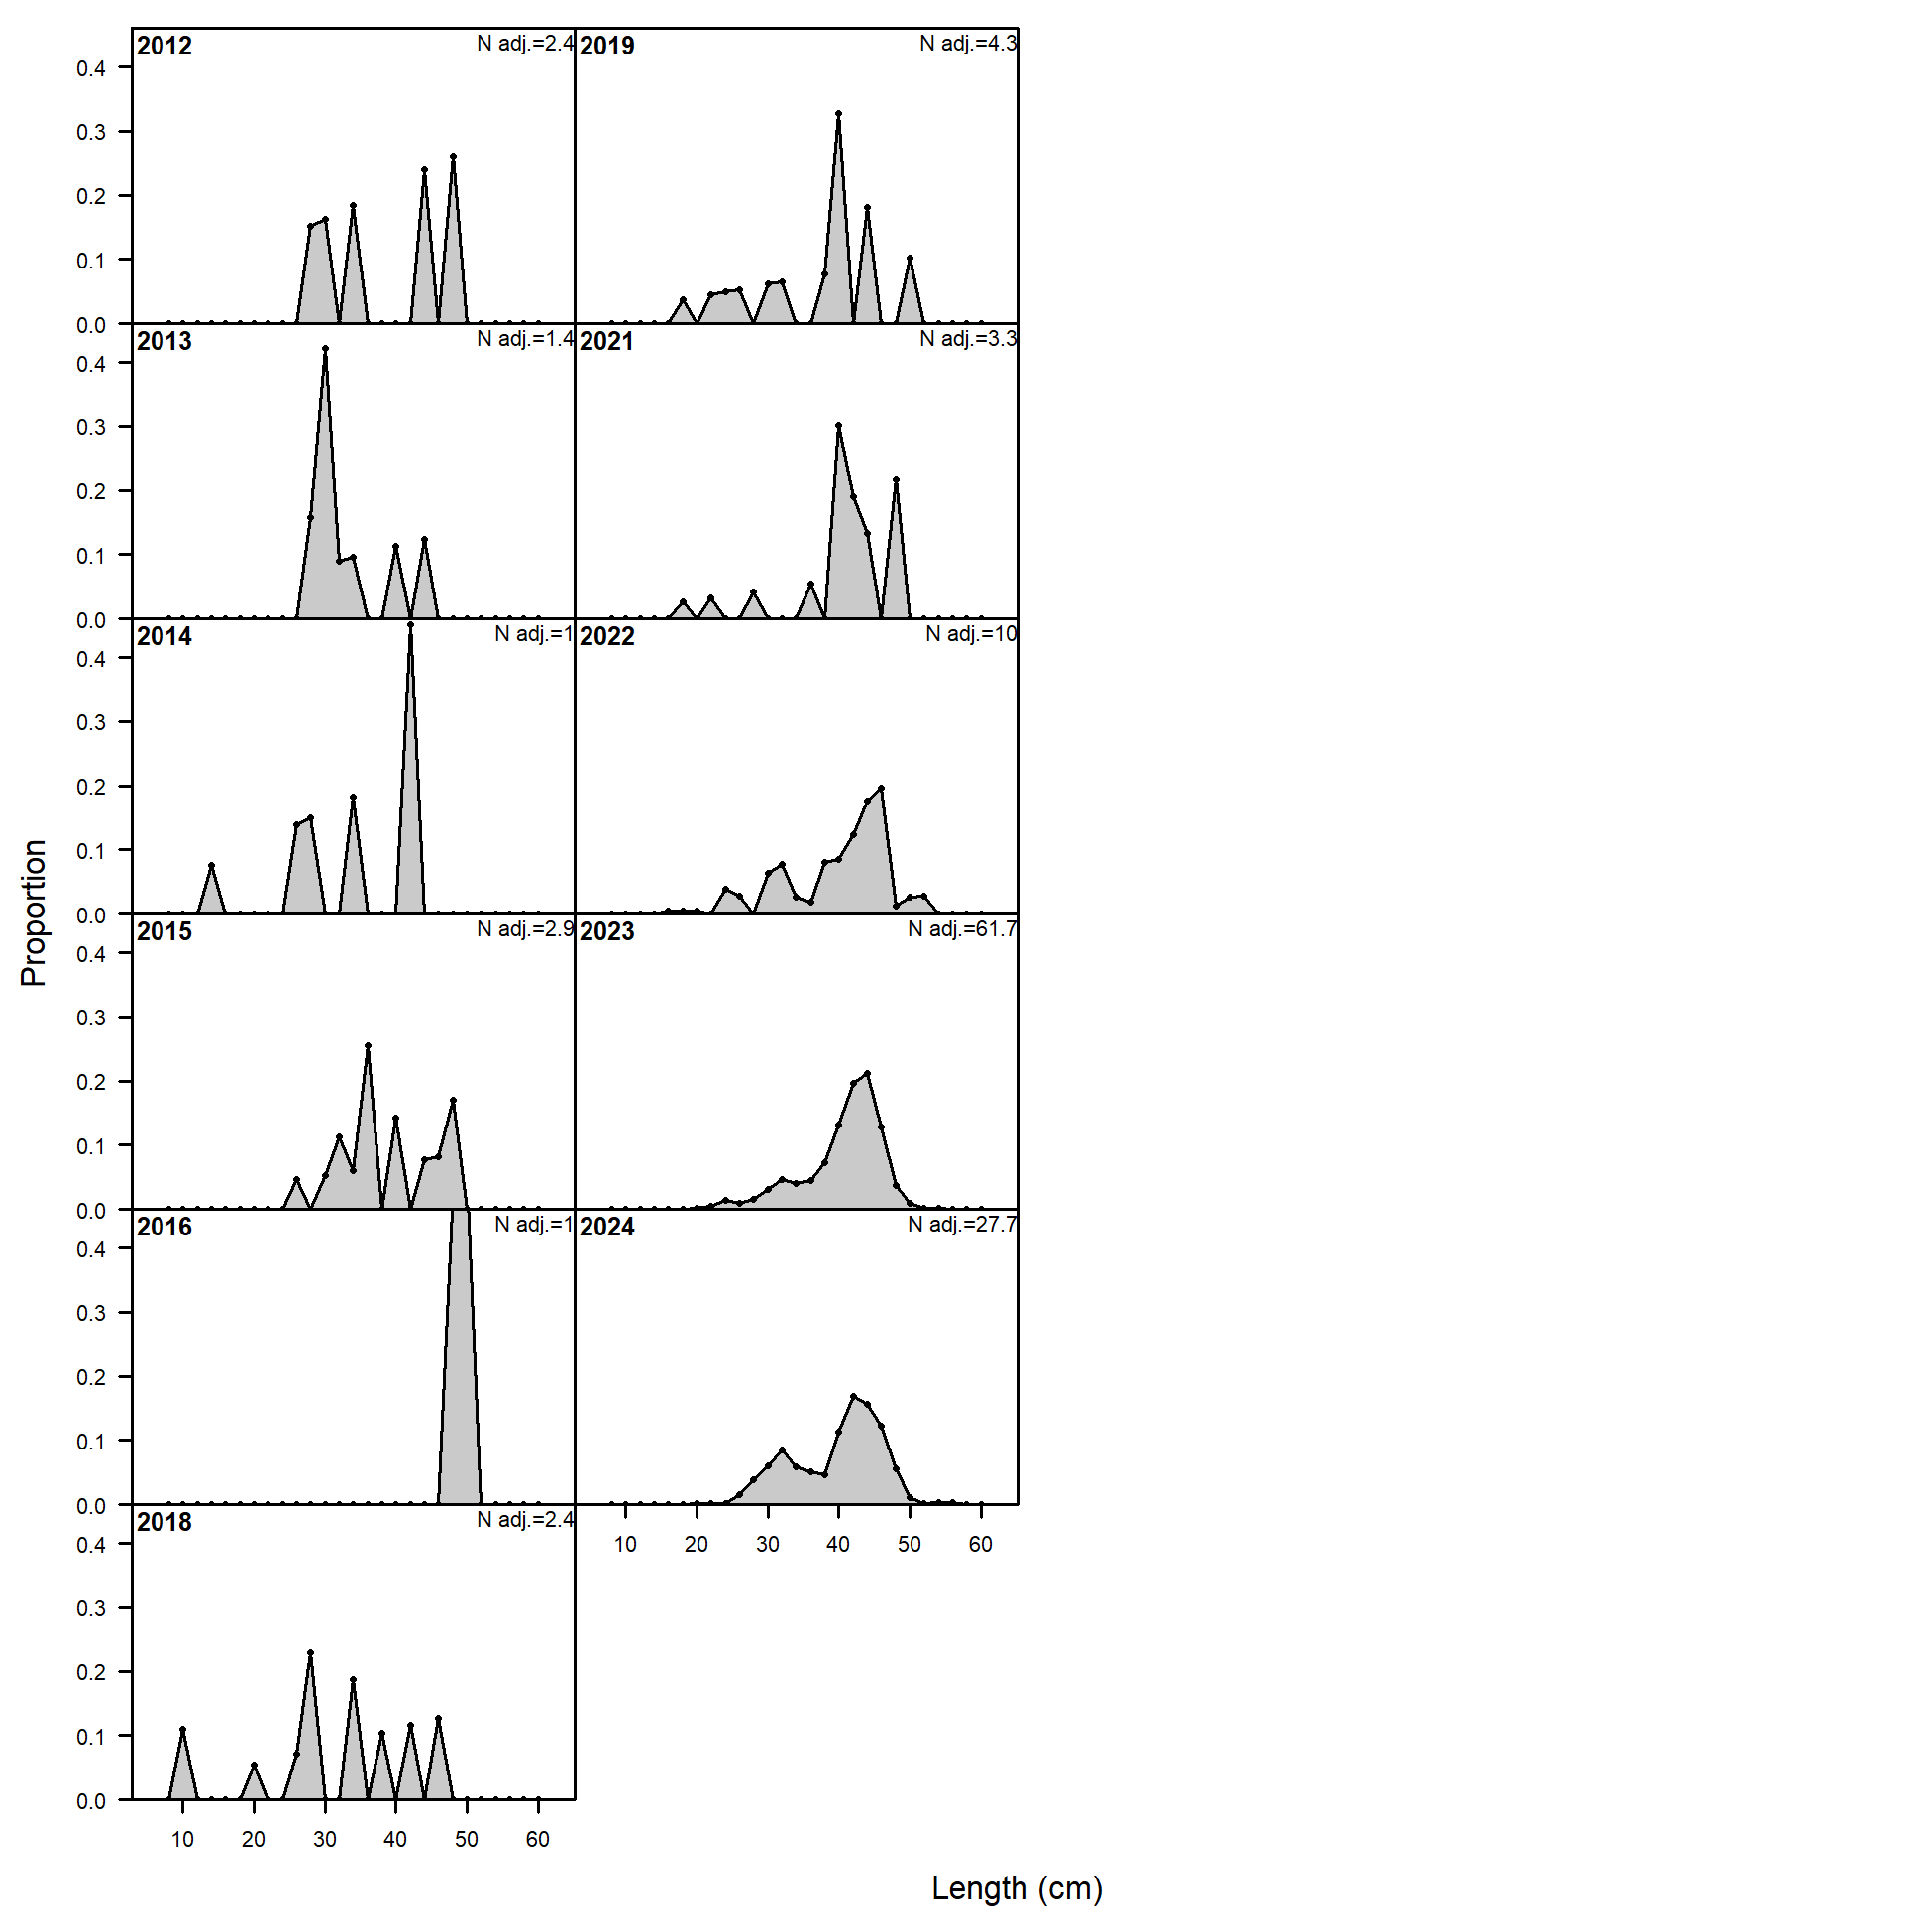 2012 N adj.=2.4
0.4
0.3
0.2
0.1
0.0
2013 N adj.=1.4
0.4
0.3
0.2
0.1
0.0
2014 N adj.=1
0.4
0.3
0.2
0.1
0.0
2015 N adj.=2.9
0.4
0.3
0.2
0.1
0.0
2016 N adj.=1
0.4
0.3
0.2
0.1
0.0
2018 N adj.=2.4
0.4
0.3
0.2
0.1
0.0
10 20 30 40 50 60
2019 N adj.=4.3
2021 N adj.=3.3
2022 N adj.=10
2023 N adj.=61.7
2024 N adj.=27.7
10 20 30 40 50 60
Proportion
Length (cm)